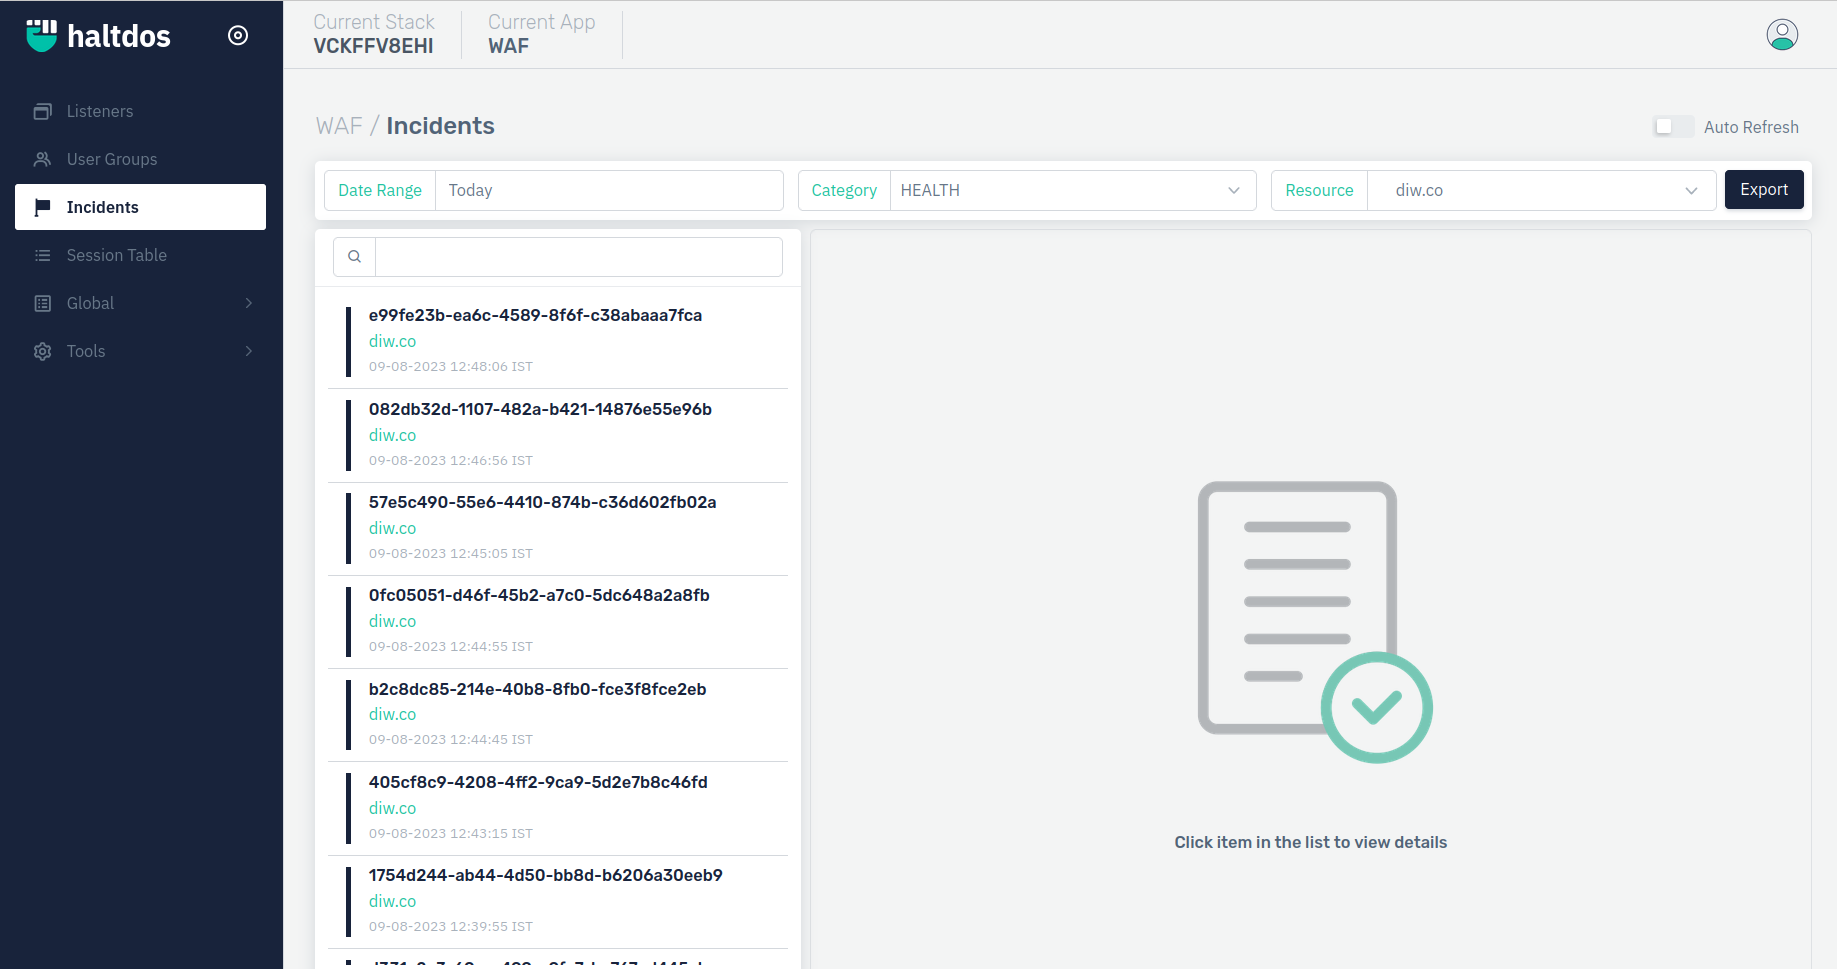 haltdos
Current Stack
VCKFFV8EHI
Current App
WAF
Listeners
User Groups
Incidents
Session Table
Global
Tools
WAF / Incidents
Auto Refresh
Date Range
Today
Category
HEALTH
Resource
diw.co
Export
e99fe23b-ea6c-4589-8f6f-c38abaaa7fca
diw.co
09-08-2023 12:48:06 IST
082db32d-1107-482a-b421-14876e55e96b
diw.co
09-08-2023 12:46:56 IST
57e5c490-55e6-4410-874b-c36d602fb02a
diw.co
09-08-2023 12:45:05 IST
0fc05051-d46f-45b2-a7c0-5dc648a2a8fb
diw.co
09-08-2023 12:44:55 IST
b2c8dc85-214e-40b8-8fb0-fce3f8fce2eb
diw.co
09-08-2023 12:44:45 IST
405cf8c9-4208-4ff2-9ca9-5d2e7b8c46fd
diw.co
09-08-2023 12:43:15 IST
1754d244-ab44-4d50-bb8d-b6206a30eeb9
diw.co
09-08-2023 12:39:55 IST
Click item in the list to view details